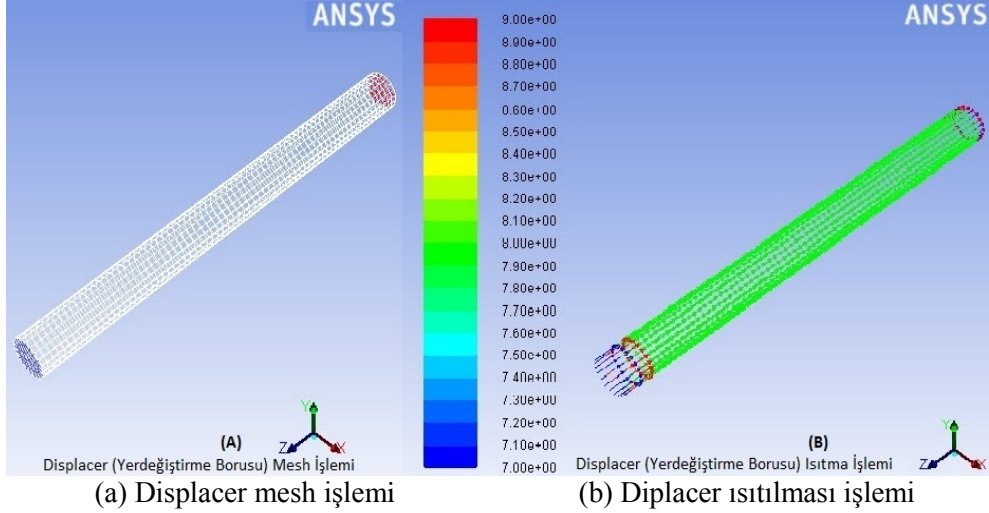 ANSYS
ANSYS
9.00e+00
8.90e+00
8.80e+00
8.70e+00
8.60e+00
8.50e+00
8.40e+00
8.30e+00
8.20e+00
8.10e+00
8.00e+00
7.90e+00
7.80e+00
7.70e+00
7.60e+00
7.50e+00
7.40e+00
7.30e+00
7.20e+00
7.10e+00
7.00e+00
Y
Z
X
Y
Z
X
(A)
Displacer (Yerdeğiştirme Borusu) Mesh İşlemi
(B)
Displacer (Yerdeğiştirme Borusu) Isıtma İşlemi
(a) Displacer mesh işlemi
(b) Diplacer ısıtılması işlemi